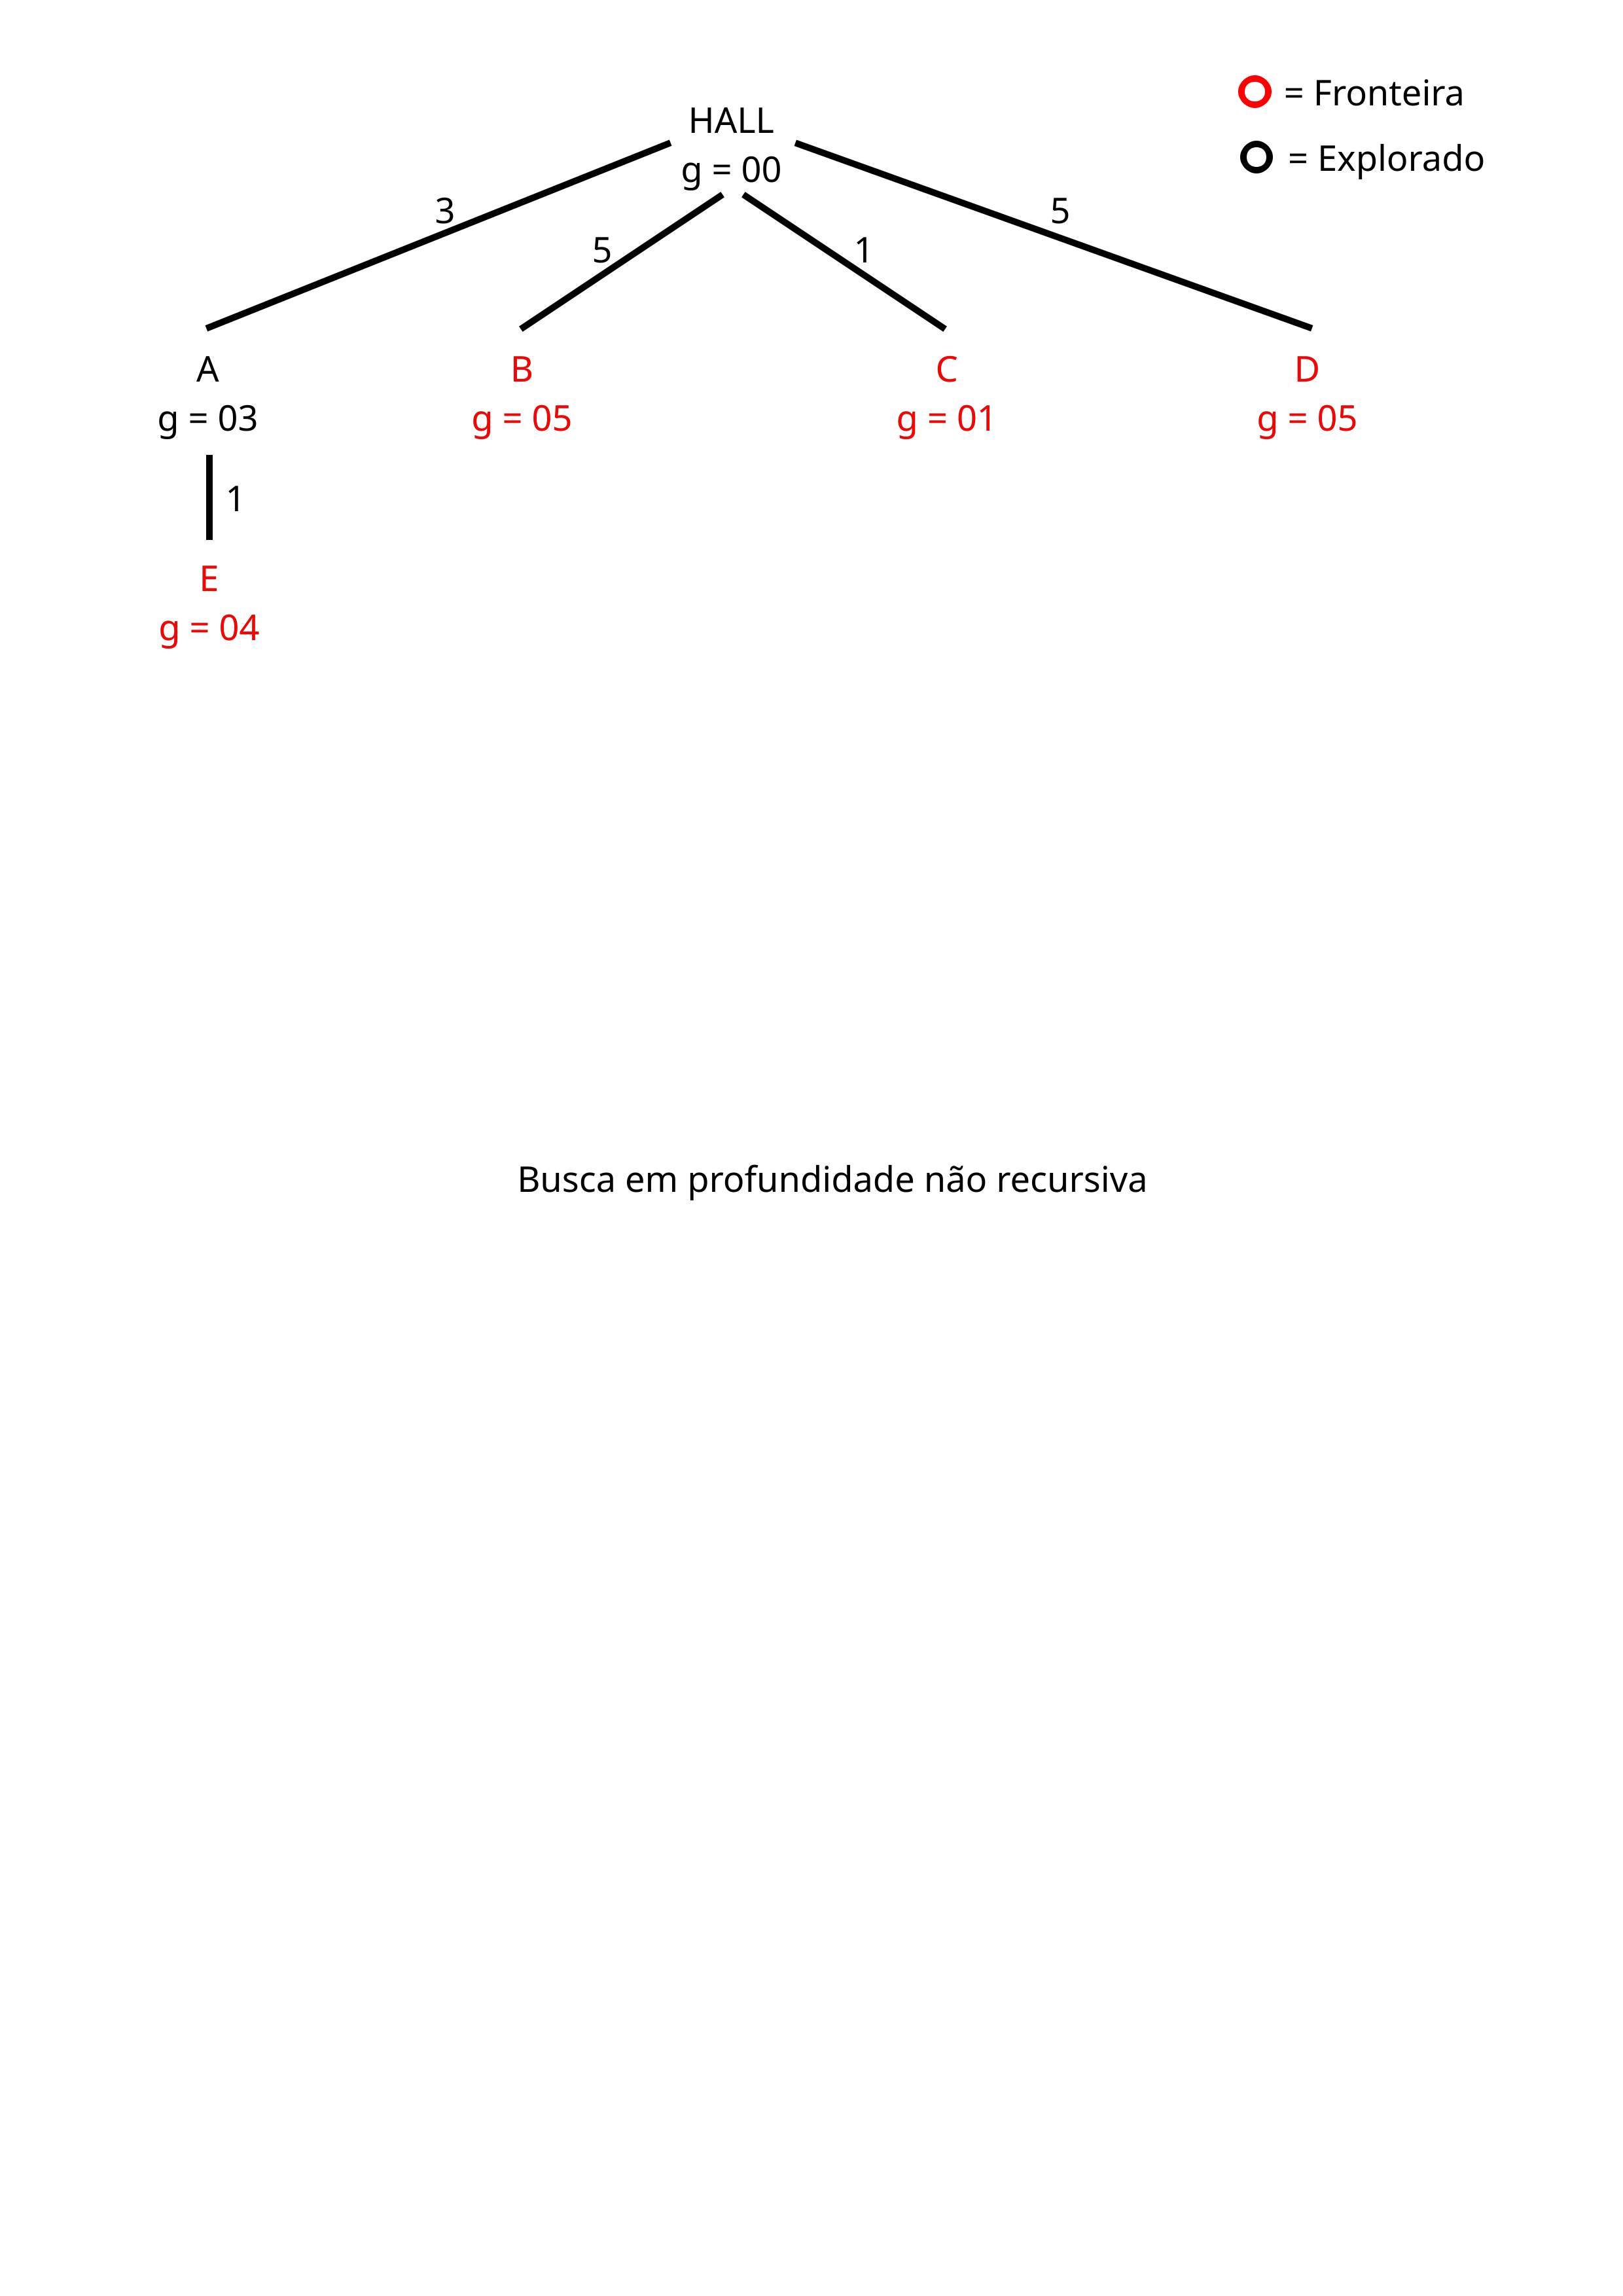 = Fronteira
= Explorado
HALL
g = 00
3
5
1
5
A
g = 03
B
g = 05
C
g = 01
D
g = 05
1
E
g = 04
Busca em profundidade não recursiva